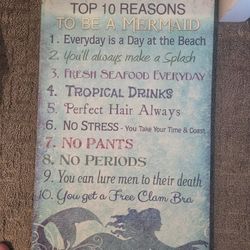 TOP 10 REASONS
TO BE A MERMAID
1. Everyday is a Day at the Beach
2. You'll always make a Splash
3. FRESH SEAFOOD EVERYDAY
4. TROPICAL DRINKS
5. Perfect Hair Always
6. NO STRESS - YOU TAKE YOUR TIME & COAST
7. NO PANTS
8. NO PERIODS
9. You can lure men to their death
10. You get a Free Clam Bra